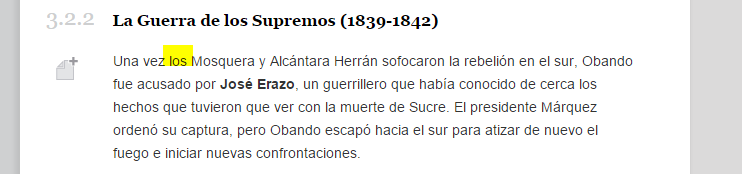 3.2.2 La Guerra de los Supremos (1839-1842)
Una vez los Mosquera y Alcántara Herrán sofocaron la rebelión en el sur, Obando
fue acusado por José Erazo, un guerrillero que había conocido de cerca los
hechos que tuvieron que ver con la muerte de Sucre. El presidente Márquez
ordenó su captura, pero Obando escapó hacia el sur para atizar de nuevo el
fuego e iniciar nuevas confrontaciones.